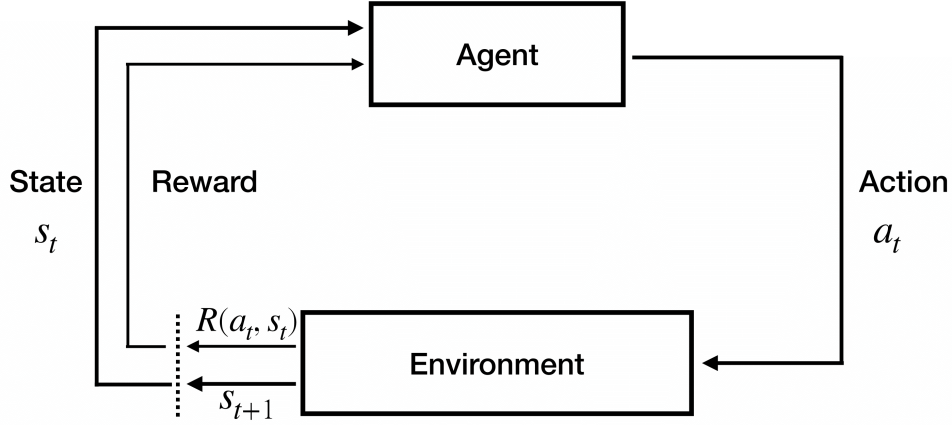 Agent
State
Reward
Action
s_t
a_t
R(a_t, s_t)
Environment
s_{t+1}